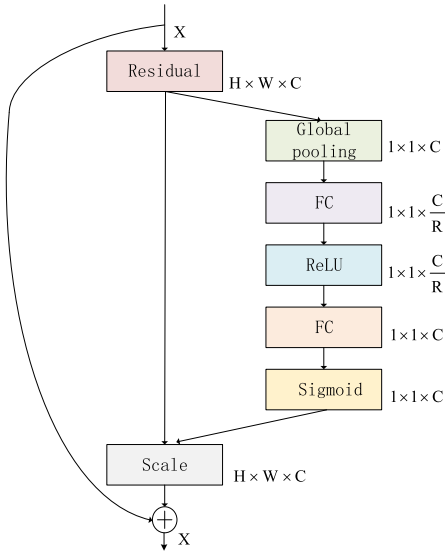 X
Residual
H × W × C
Global
pooling
1×1×C
FC
1×1×C/R
ReLU
1×1×C/R
FC
1×1×C
Sigmoid
1×1×C
Scale
H × W × C
+
X